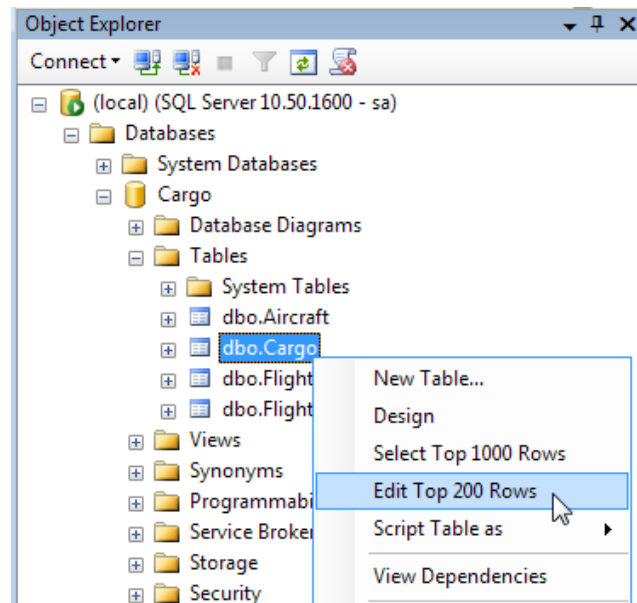 Object Explorer
Connect
(local) (SQL Server 10.50.1600 - sa)
Databases
System Databases
Cargo
Database Diagrams
Tables
System Tables
dbo.Aircraft
dbo.Cargo
dbo.Flight
New Table...
dbo.Flight
Design
Views
Select Top 1000 Rows
Synonyms
Edit Top 200 Rows
Programmabi
Script Table as
Service Broker
Storage
View Dependencies
Security